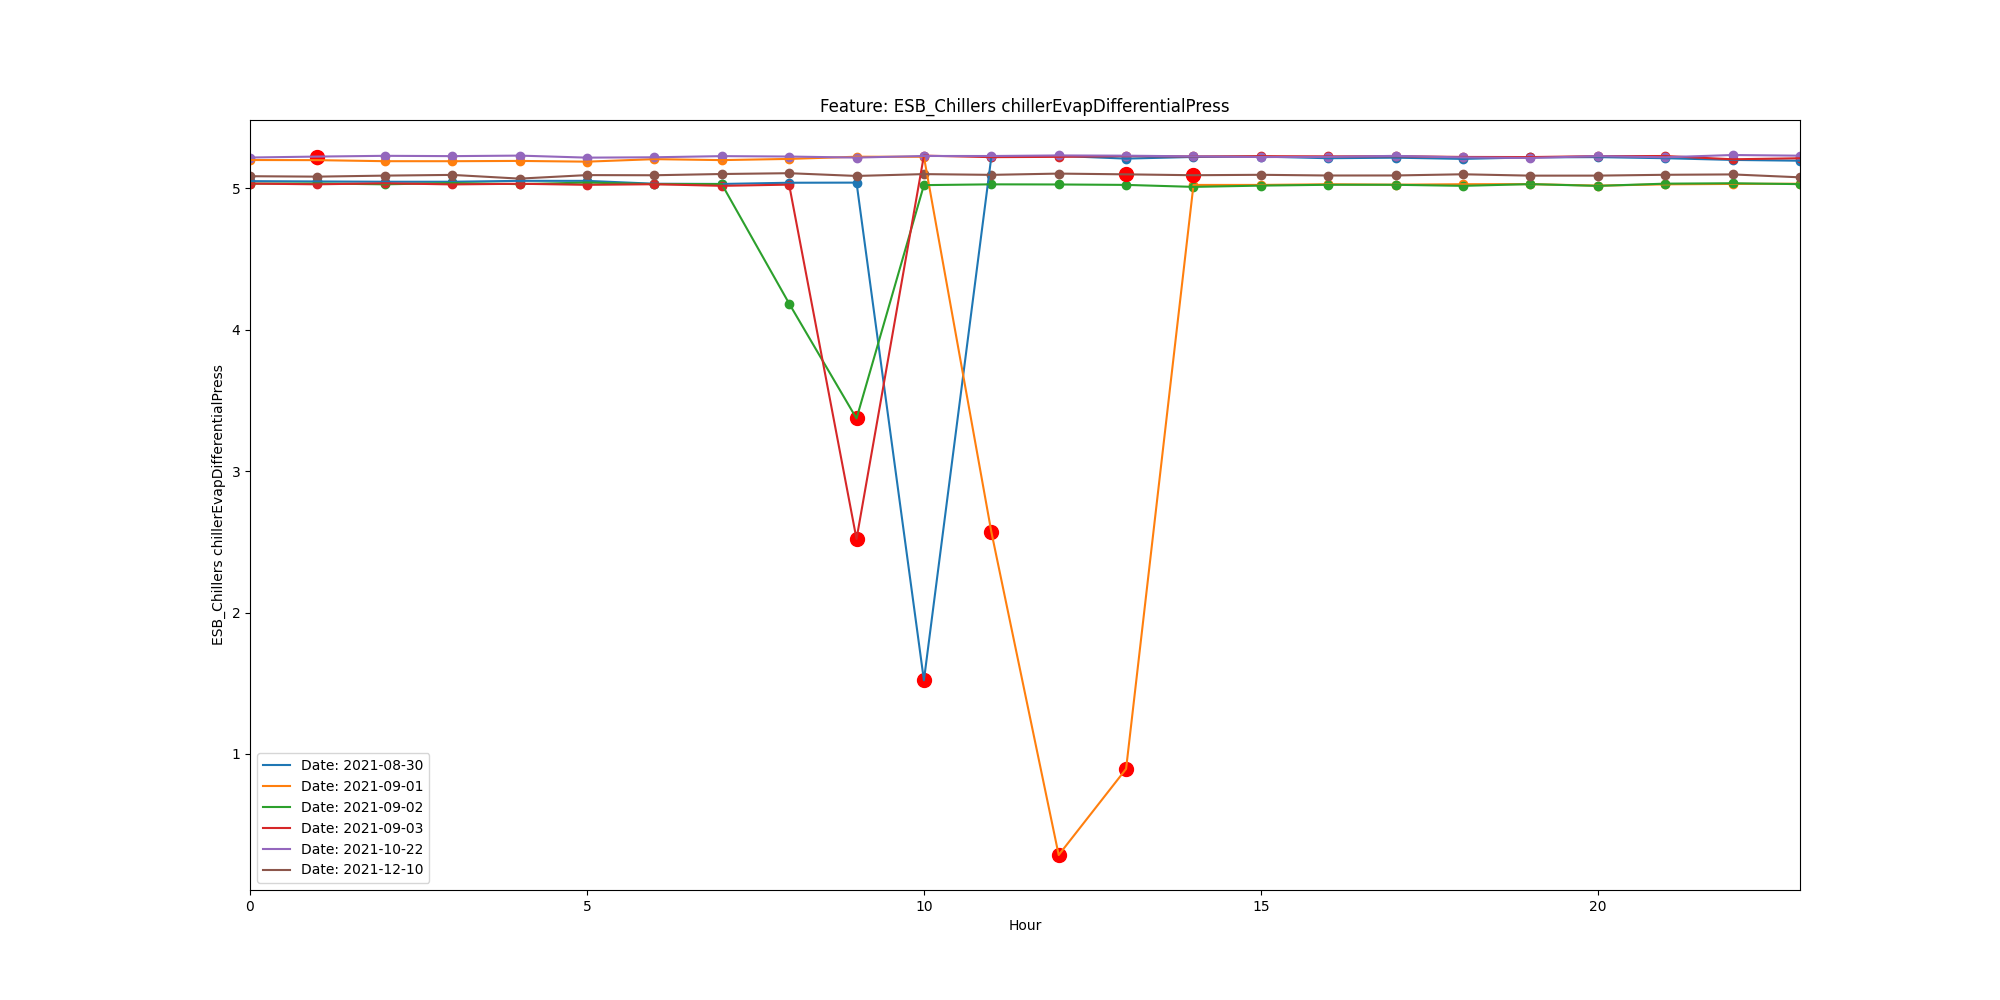 Feature: ESB_Chillers chillerEvapDifferentialPress
ESB_Chillers chillerEvapDifferentialPress
5
4
3
2
1
Date: 2021-08-30
Date: 2021-09-01
Date: 2021-09-02
Date: 2021-09-03
Date: 2021-10-22
Date: 2021-12-10
0 5 10 15 20
Hour